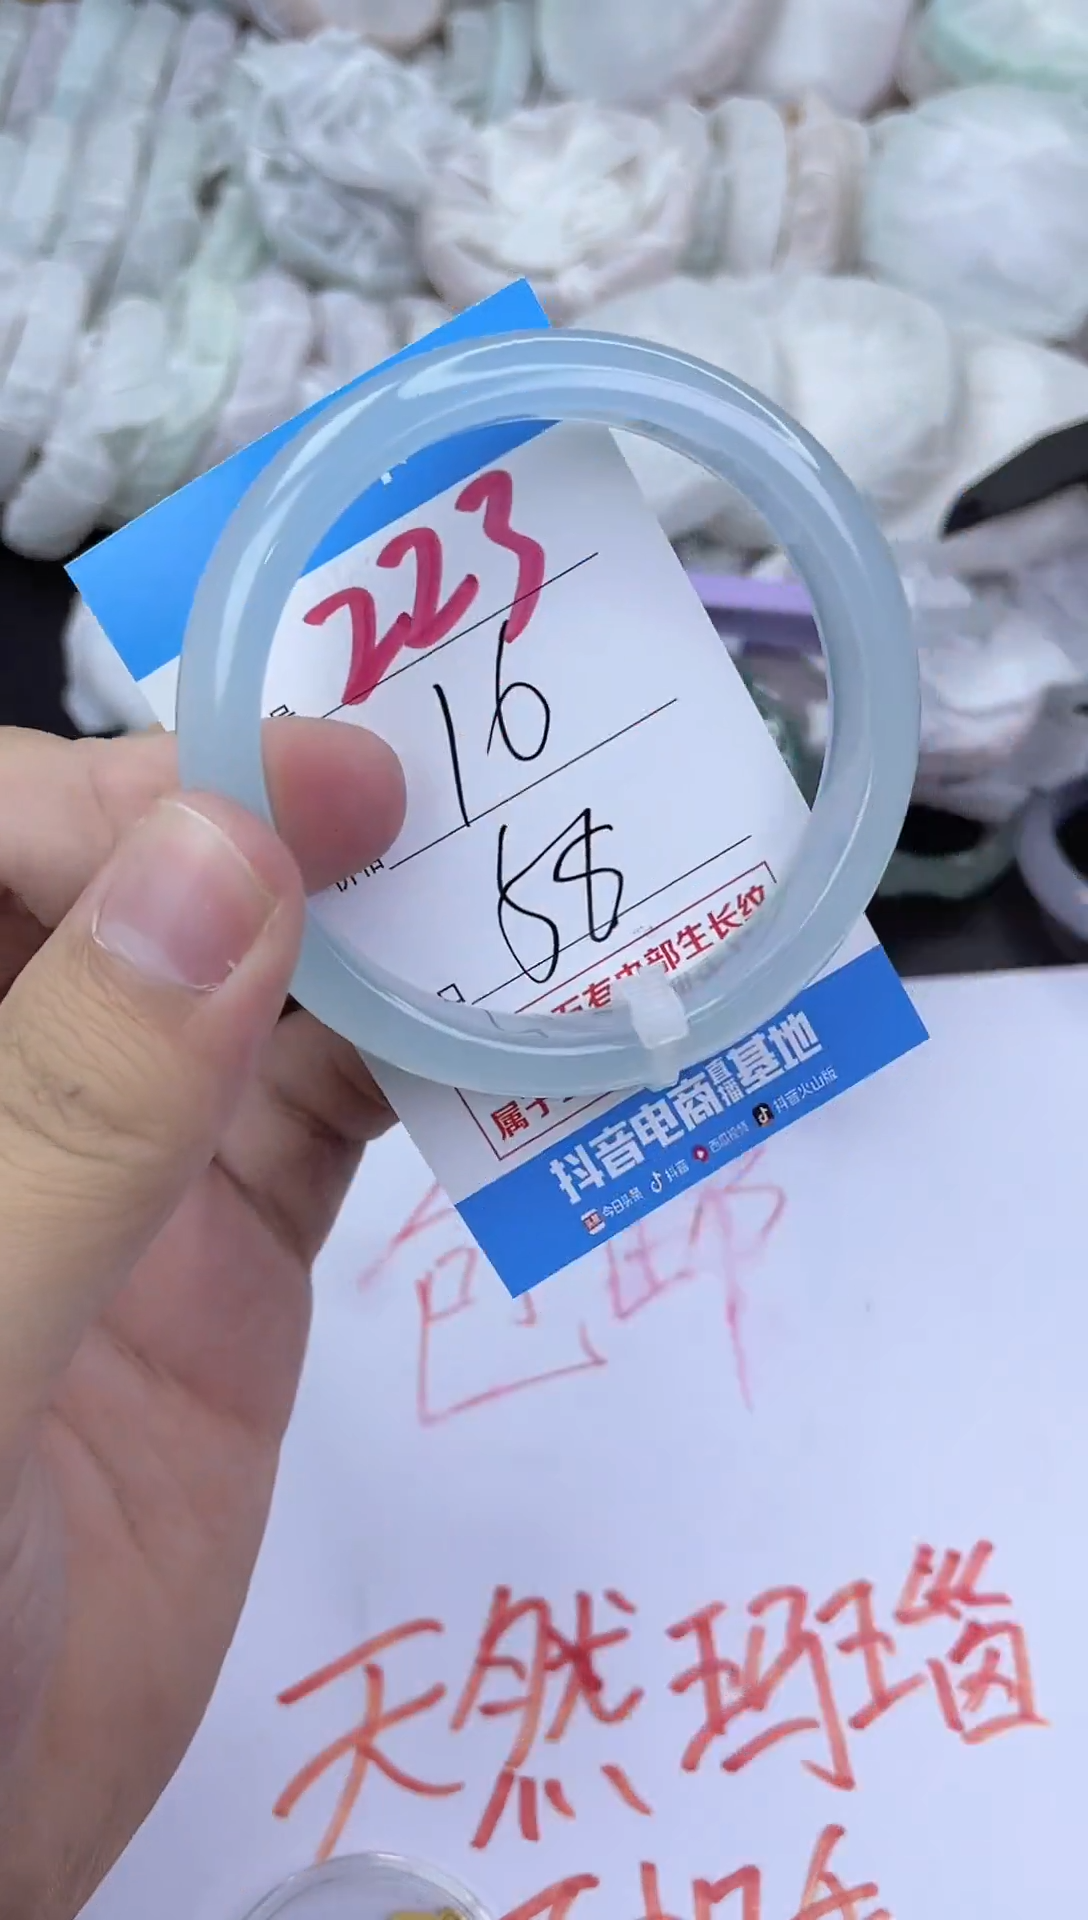 223
16
58
石有内部生长纹
属于
抖音电商直播基地
今日头条 抖音 西瓜视频 抖音火山版
包邮
天然玛瑙